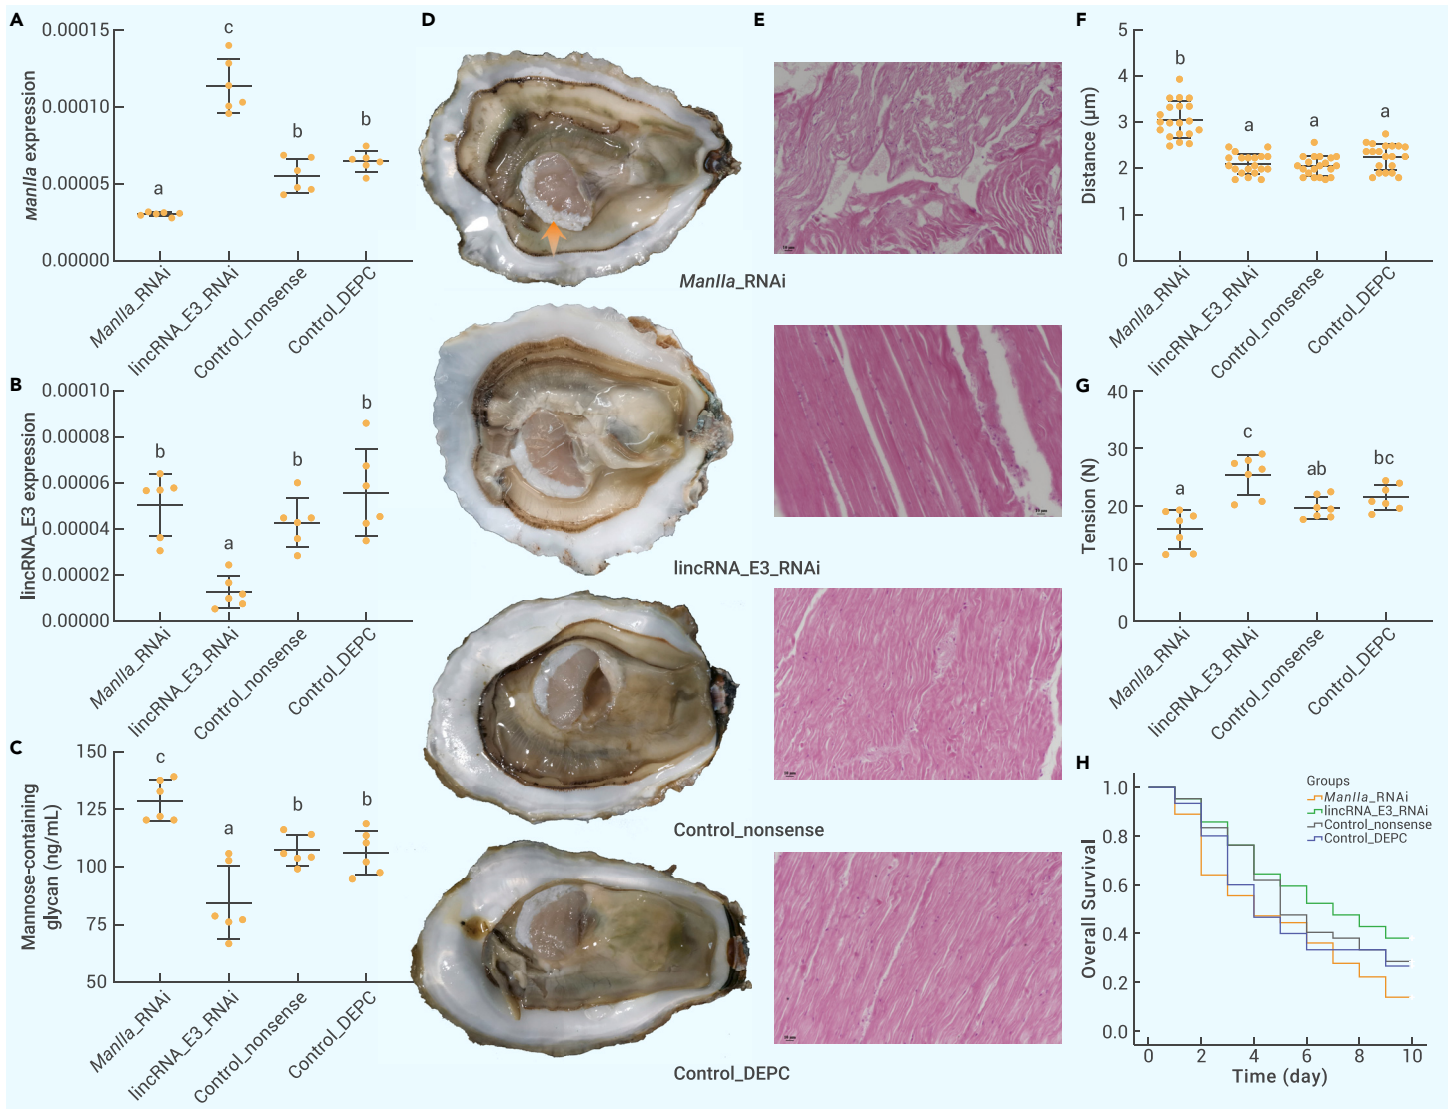 A
ManIIa expression
0.00015
0.00010
0.00005
0.00000
a
c
b
b
ManIIa_RNAi
lincRNA_E3_RNAi
Control_nonsense
Control_DEPC
B
lincRNA_E3 expression
0.00010
0.00008
0.00006
0.00004
0.00002
0.00000
b
a
b
b
ManIIa_RNAi
lincRNA_E3_RNAi
Control_nonsense
Control_DEPC
C
Mannose-containing
glycan (ng/mL)
150
125
100
75
50
c
a
b
b
ManIIa_RNAi
lincRNA_E3_RNAi
Control_nonsense
Control_DEPC
D
ManIIa_RNAi
lincRNA_E3_RNAi
Control_nonsense
Control_DEPC
E
F
Distance (μm)
5
4
3
2
1
0
b
a
a
a
ManIIa_RNAi
lincRNA_E3_RNAi
Control_nonsense
Control_DEPC
G
Tension (N)
40
30
20
10
0
a
c
ab
bc
ManIIa_RNAi
lincRNA_E3_RNAi
Control_nonsense
Control_DEPC
H
Overall Survival
1.0
0.8
0.6
0.4
0.2
0.0
Groups
ManIIa_RNAi
lincRNA_E3_RNAi
Control_nonsense
Control_DEPC
0 2 4 6 8 10
Time (day)